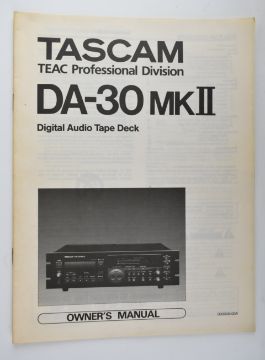 TASCAM
TEAC Professional Division
DA-30 MKII
Digital Audio Tape Deck
OWNER'S MANUAL